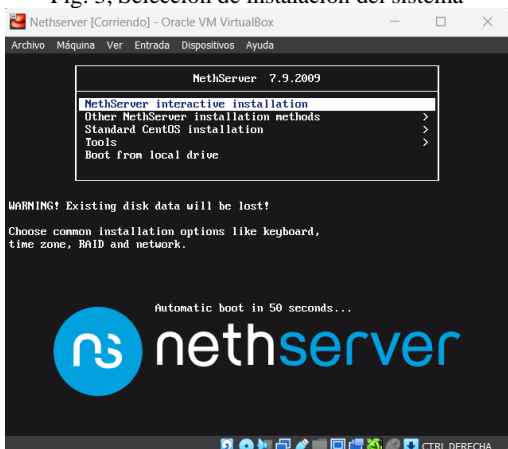 Fig. 3, Selección de instalación del sistema
Nethserver [Corriendo] - Oracle VM VirtualBox
Archivo Máquina Ver Entrada Dispositivos Ayuda
NethServer 7.9.2009
NethServer interactive installation
Other NethServer installation methods >
Standard CentOS installation >
Tools >
Boot from local drive
WARNING! Existing disk data will be lost!
Choose common installation options like keyboard,
time zone, RAID and network.
Automatic boot in 50 seconds...
ns nethserver
CTRL DERECHA